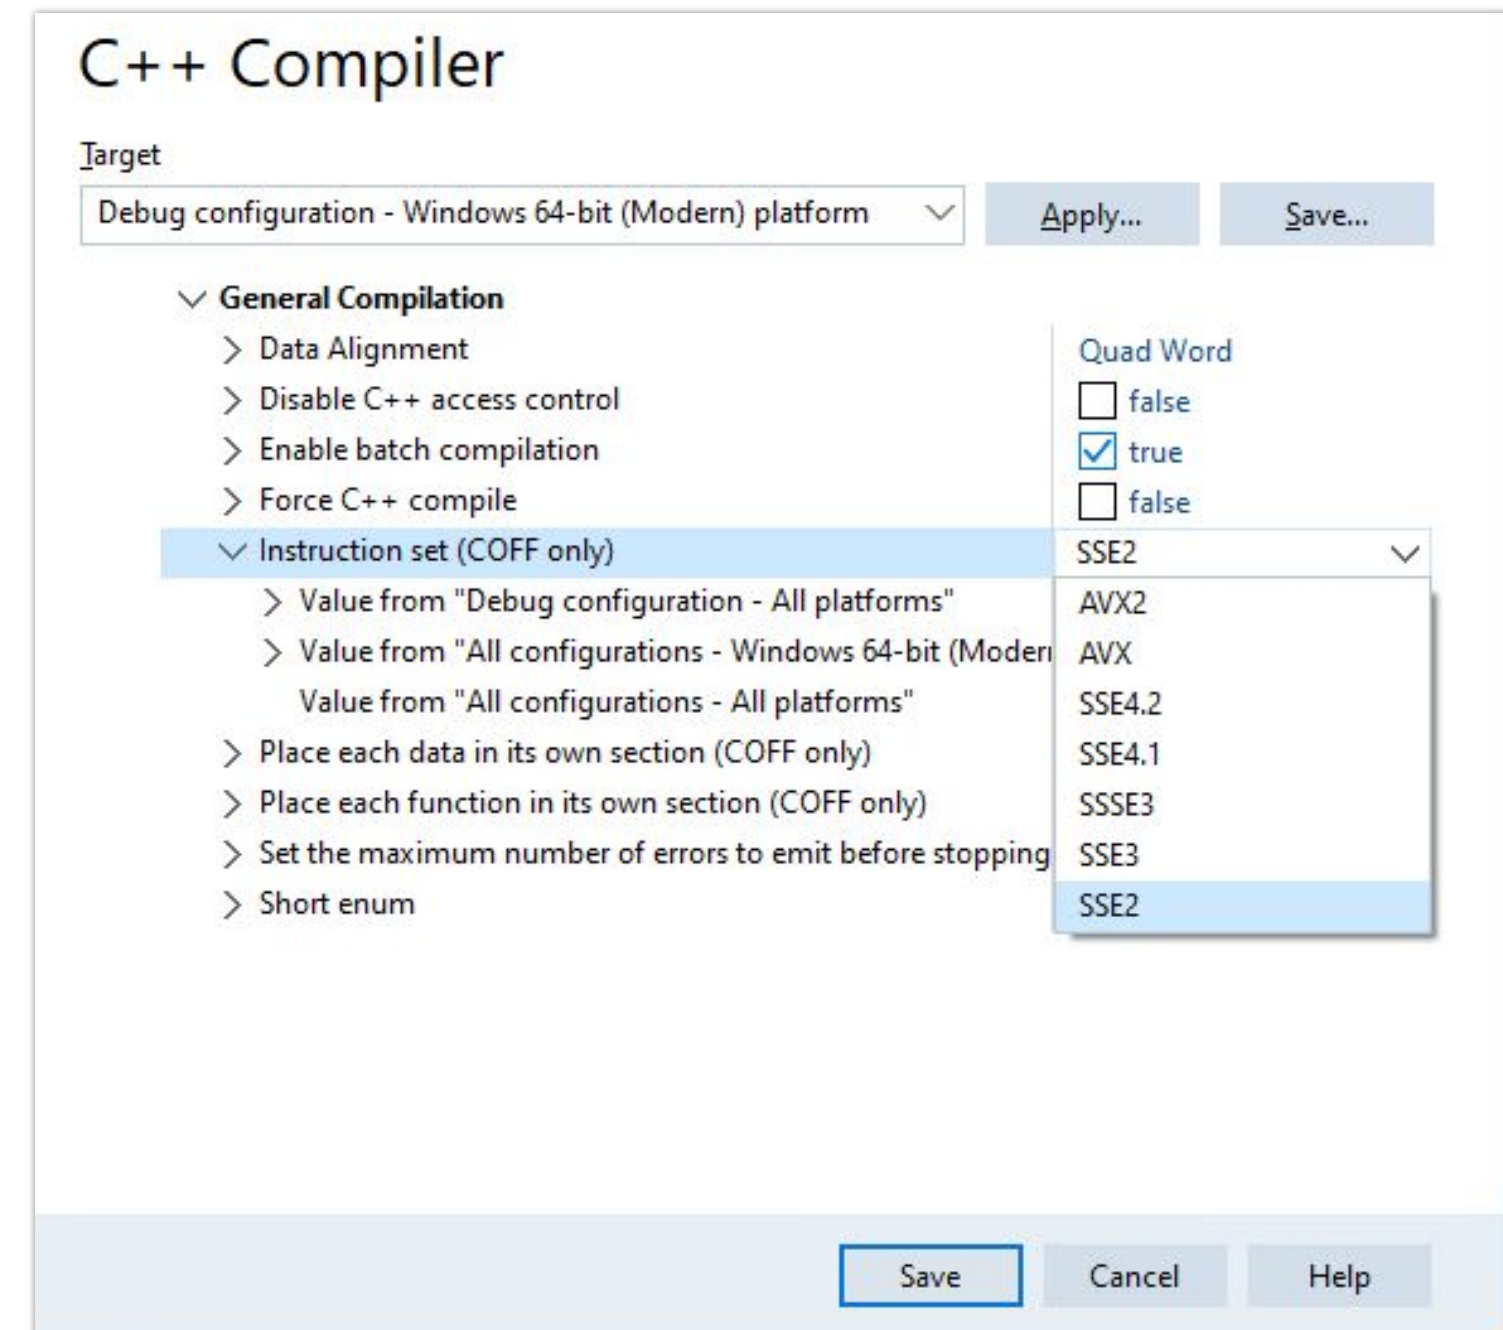 C++ Compiler
Target
Debug configuration - Windows 64-bit (Modern) platform Apply... Save...
General Compilation
Data Alignment Quad Word
Disable C++ access control false
Enable batch compilation true
Force C++ compile false
Instruction set (COFF only) SSE2
Value from "Debug configuration - All platforms" AVX2
Value from "All configurations - Windows 64-bit (Modern AVX
Value from "All configurations - All platforms" SSE4.2
Place each data in its own section (COFF only) SSE4.1
Place each function in its own section (COFF only) SSSE3
Set the maximum number of errors to emit before stopping SSE3
Short enum SSE2
Save Cancel Help